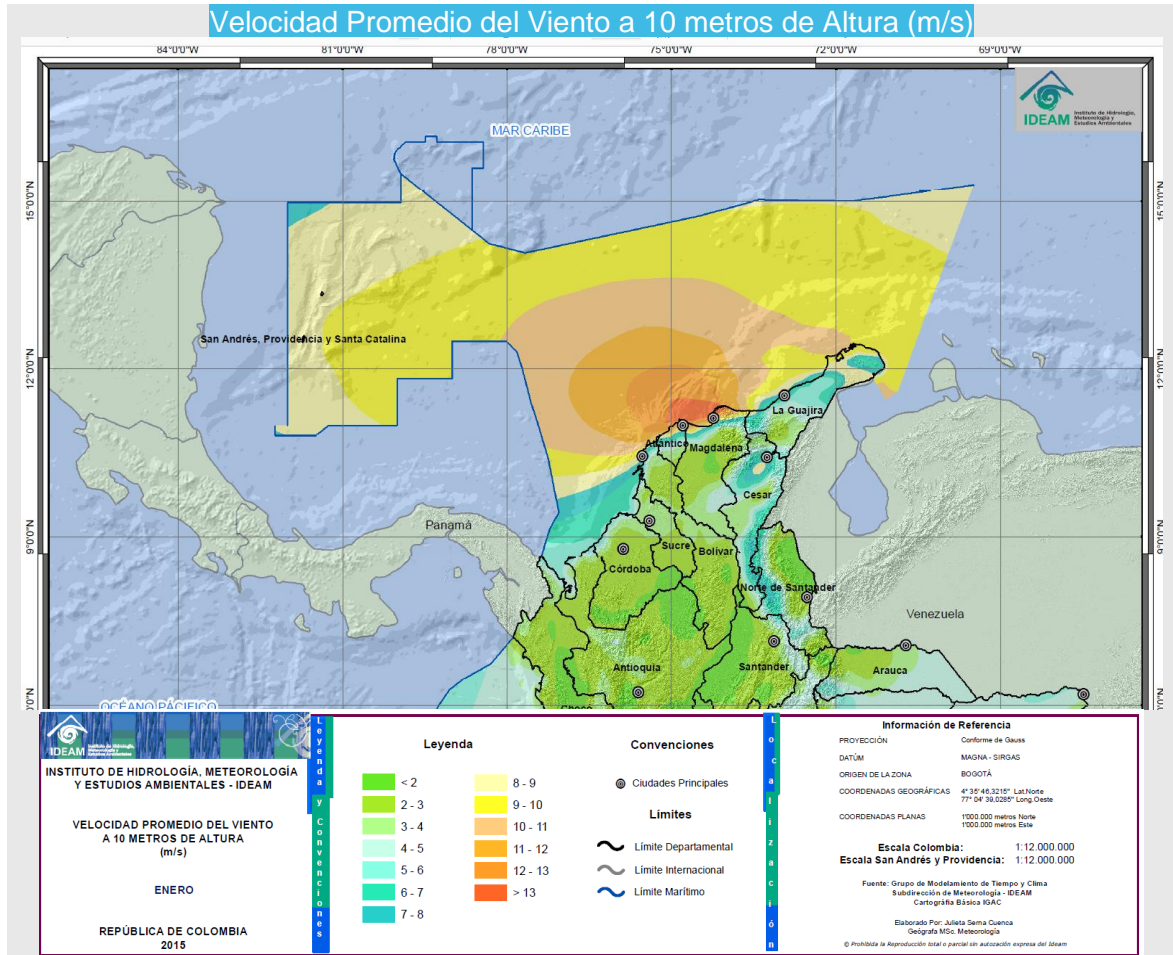 Velocidad Promedio del Viento a 10 metros de Altura (m/s)
84°0'0"W 81°0'0"W 78°0'0"W 75°0'0"W 72°0'0"W 69°0'0"W
IDEAM Instituto de Hidrología, Meteorología y Estudios Ambientales
MAR CARIBE
15°0'0"N 15°0'0"N
San Andrés, Providencia y Santa Catalina
12°0'0"N 12°0'0"N
La Guajira
Atlántico
Magdalena
Cesar
Panamá
9°0'0"N 9°0'0"N
Sucre
Bolívar
Córdoba
Norte de Santander
Venezuela
Antioquia
Santander
Arauca
OCÉANO PACÍFICO
IDEAM Instituto de Hidrología, Meteorología y Estudios Ambientales
INSTITUTO DE HIDROLOGÍA, METEOROLOGÍA
Y ESTUDIOS AMBIENTALES - IDEAM
VELOCIDAD PROMEDIO DEL VIENTO
A 10 METROS DE ALTURA
(m/s)
ENERO
REPÚBLICA DE COLOMBIA
2015
Leyenda y Convenciones
Leyenda
< 2
2 - 3
3 - 4
4 - 5
5 - 6
6 - 7
7 - 8
8 - 9
9 - 10
10 - 11
11 - 12
12 - 13
> 13
Convenciones
Ciudades Principales
Limites
Límite Departamental
Límite Internacional
Límite Marítimo
Localización
Información de Referencia
PROYECCIÓN Conforme de Gauss
DATÚM MAGNA - SIRGAS
ORIGEN DE LA ZONA BOGOTÁ
COORDENADAS GEOGRÁFICAS 4° 35' 46,3215" Lat.Norte
77° 04' 39,0285" Long.Oeste
COORDENADAS PLANAS 1'000.000 metros Norte
1'000.000 metros Este
Escala Colombia: 1:12.000.000
Escala San Andrés y Providencia: 1:12.000.000
Fuente: Grupo de Modelamiento de Tiempo y Clima
Subdirección de Meteorología - IDEAM
Cartografía Básica IGAC
Elaborado Por: Julieta Serna Cuenca
Geógrafa MSc. Meteorología
© Prohibida la Reproducción total o parcial sin autozación expresa del Ideam